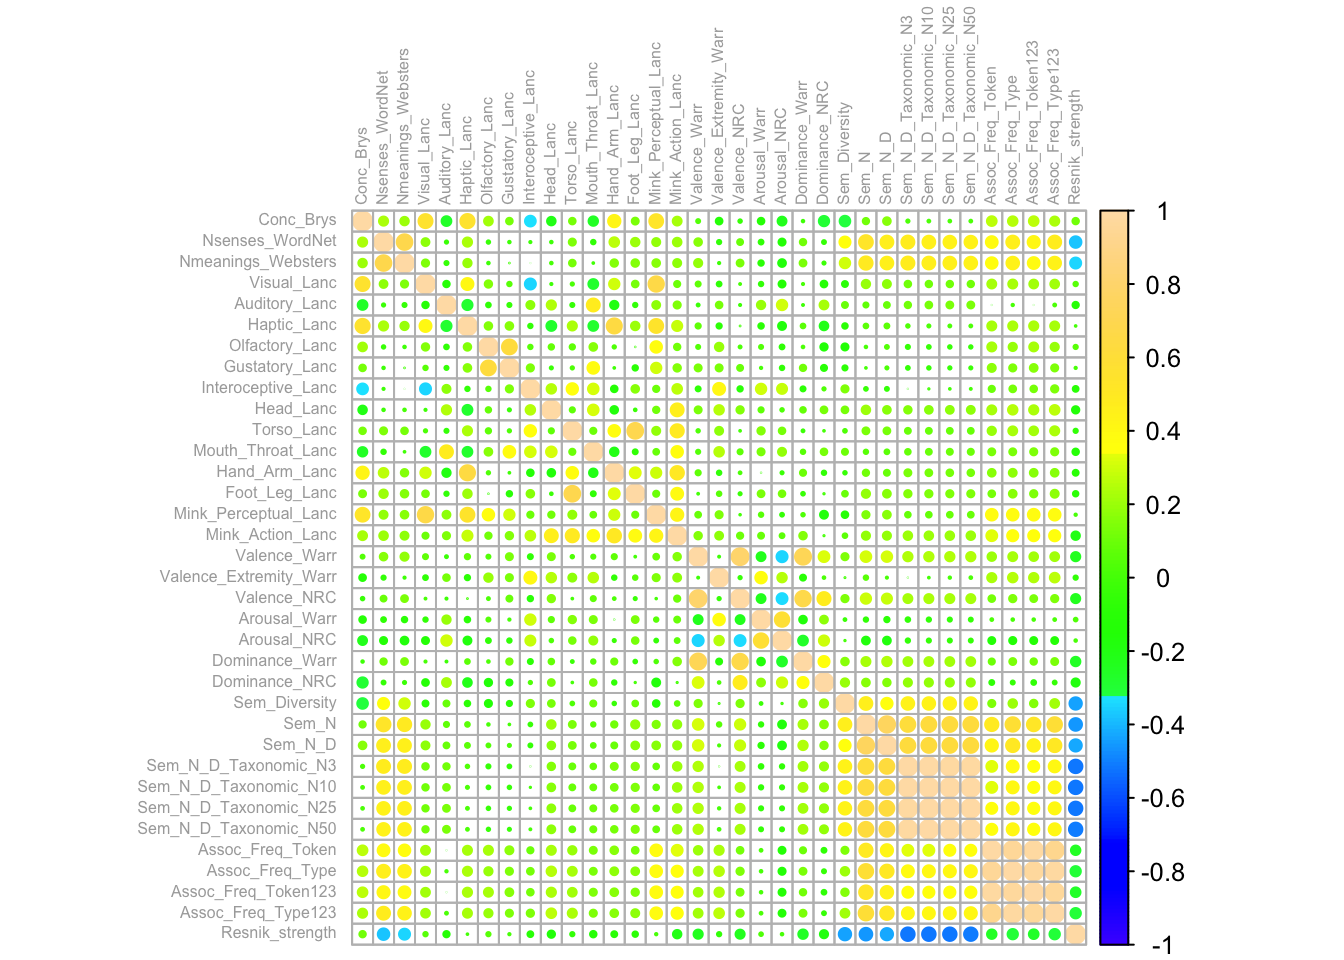 Conc_Brys
Nsenses_WordNet
Nmeanings_Websters
Visual_Lanc
Auditory_Lanc
Haptic_Lanc
Olfactory_Lanc
Gustatory_Lanc
Interoceptive_Lanc
Head_Lanc
Torso_Lanc
Mouth_Throat_Lanc
Hand_Arm_Lanc
Foot_Leg_Lanc
Mink_Perceptual_Lanc
Mink_Action_Lanc
Valence_Warr
Valence_Extremity_Warr
Valence_NRC
Arousal_Warr
Arousal_NRC
Dominance_Warr
Dominance_NRC
Sem_Diversity
Sem_N
Sem_N_D
Sem_N_D_Taxonomic_N3
Sem_N_D_Taxonomic_N10
Sem_N_D_Taxonomic_N25
Sem_N_D_Taxonomic_N50
Assoc_Freq_Token
Assoc_Freq_Type
Assoc_Freq_Token123
Assoc_Freq_Type123
Resnik_strength
Conc_Brys
Nsenses_WordNet
Nmeanings_Websters
Visual_Lanc
Auditory_Lanc
Haptic_Lanc
Olfactory_Lanc
Gustatory_Lanc
Interoceptive_Lanc
Head_Lanc
Torso_Lanc
Mouth_Throat_Lanc
Hand_Arm_Lanc
Foot_Leg_Lanc
Mink_Perceptual_Lanc
Mink_Action_Lanc
Valence_Warr
Valence_Extremity_Warr
Valence_NRC
Arousal_Warr
Arousal_NRC
Dominance_Warr
Dominance_NRC
Sem_Diversity
Sem_N
Sem_N_D
Sem_N_D_Taxonomic_N3
Sem_N_D_Taxonomic_N10
Sem_N_D_Taxonomic_N25
Sem_N_D_Taxonomic_N50
Assoc_Freq_Token
Assoc_Freq_Type
Assoc_Freq_Token123
Assoc_Freq_Type123
Resnik_strength
1
0.8
0.6
0.4
0.2
0
-0.2
-0.4
-0.6
-0.8
-1